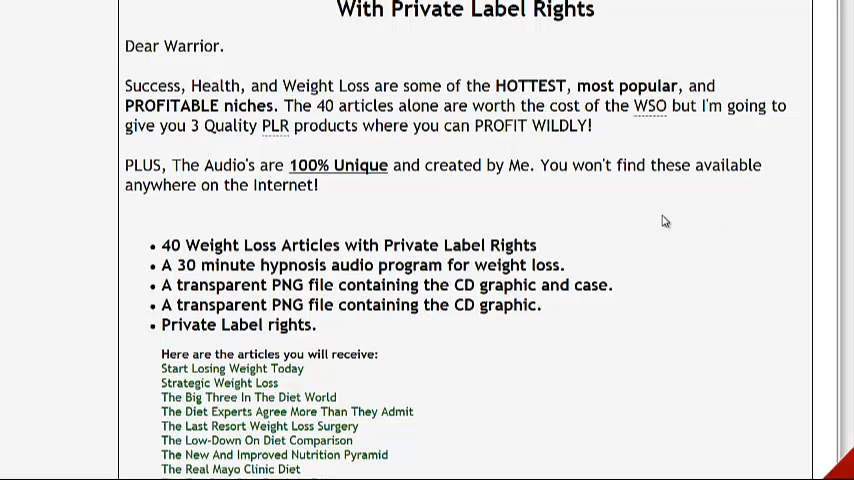 With Private Label Rights
Dear Warrior.
Success, Health, and Weight Loss are some of the HOTTEST, most popular, and
PROFITABLE niches. The 40 articles alone are worth the cost of the WSO but I'm going to
give you 3 Quality PLR products where you can PROFIT WILDLY!
PLUS, The Audio's are 100% Unique and created by Me. You won't find these available
anywhere on the Internet!
• 40 Weight Loss Articles with Private Label Rights
• A 30 minute hypnosis audio program for weight loss.
• A transparent PNG file containing the CD graphic and case.
• A transparent PNG file containing the CD graphic.
• Private Label rights.
Here are the articles you will receive:
Start Losing Weight Today
Strategic Weight Loss
The Big Three In The Diet World
The Diet Experts Agree More Than They Admit
The Last Resort Weight Loss Surgery
The Low-Down On Diet Comparison
The New And Improved Nutrition Pyramid
The Real Mayo Clinic Diet